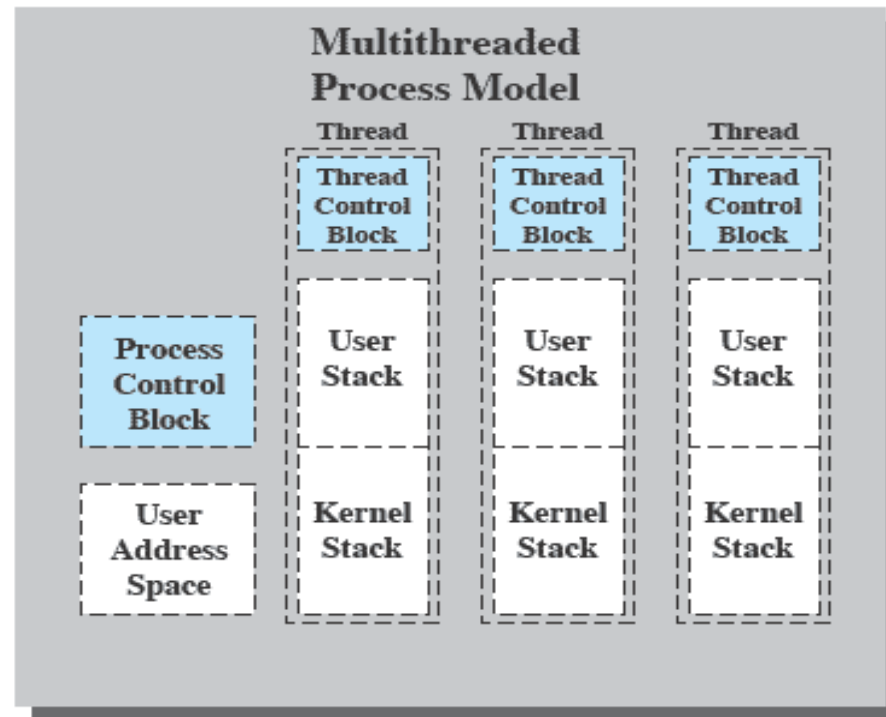 Multithreaded
Process Model
Thread
Thread
Thread
Thread
Control
Block
Thread
Control
Block
Thread
Control
Block
Process
Control
Block
User
Address
Space
User
Stack
User
Stack
User
Stack
Kernel
Stack
Kernel
Stack
Kernel
Stack